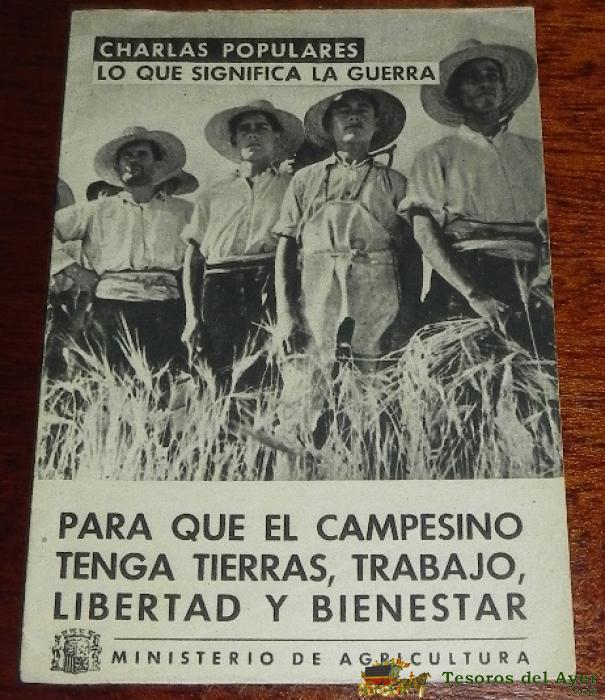 CHARLAS POPULARES
LO QUE SIGNIFICA LA GUERRA
PARA QUE EL CAMPESINO
TENGA TIERRAS, TRABAJO,
LIBERTAD Y BIENESTAR
MINISTERIO DE AGRICULTURA
Tesoros del Ayer
.com